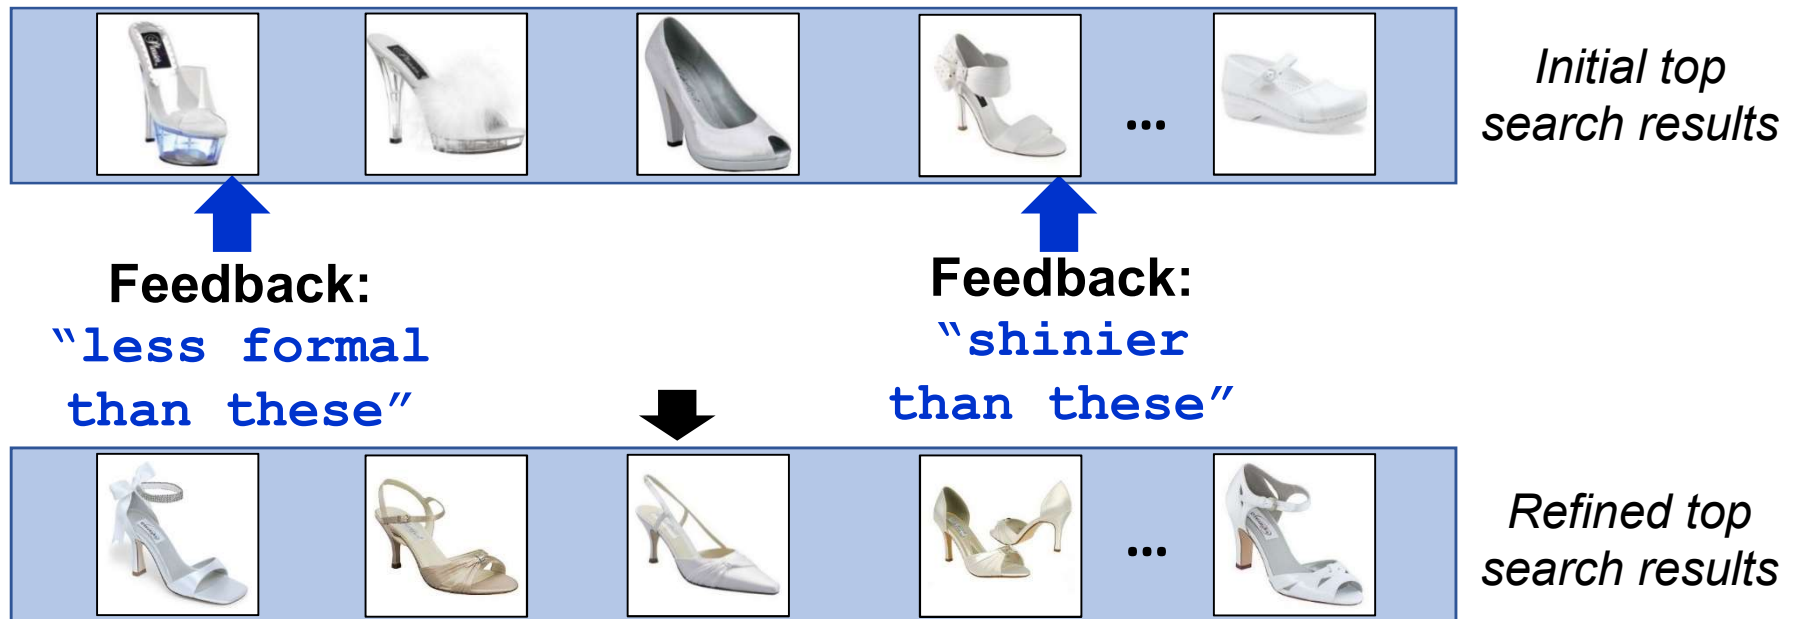 Initial top
search results
...
Feedback:
“less formal
than these”
Feedback:
“shinier
than these”
Refined top
search results
...